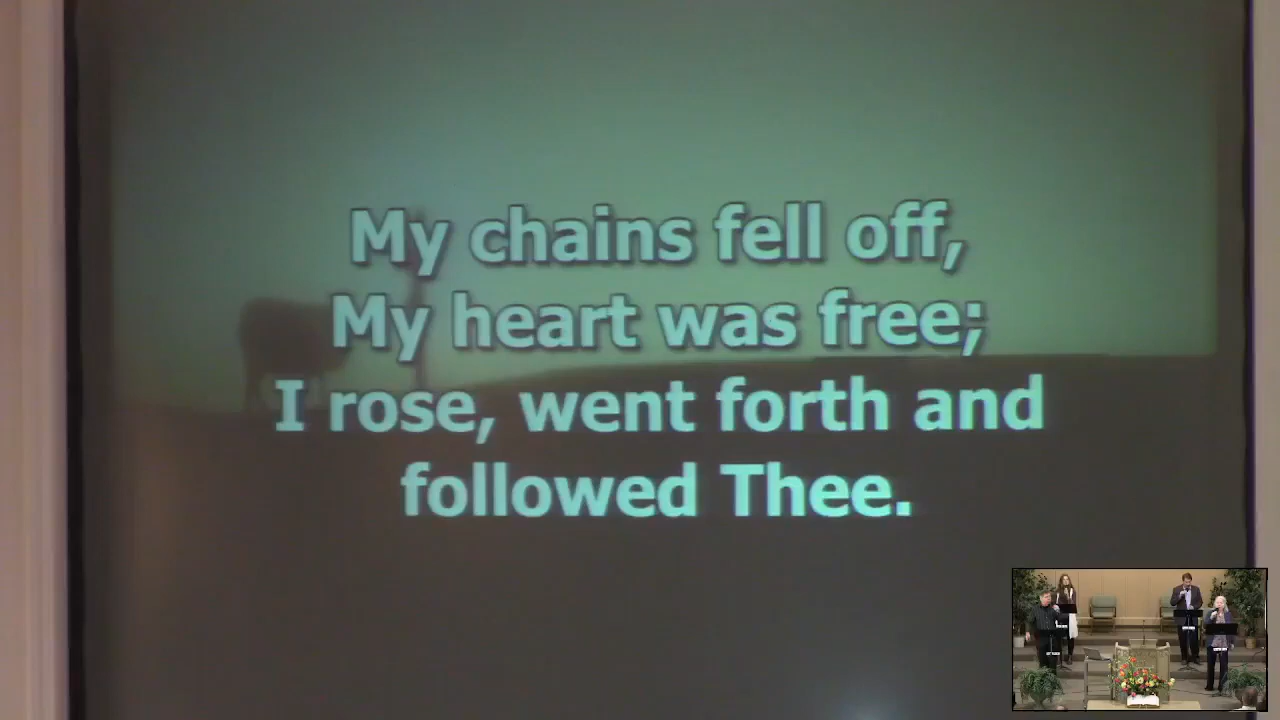 My chains fell off,
My heart was free;
I rose, went forth and
followed Thee.